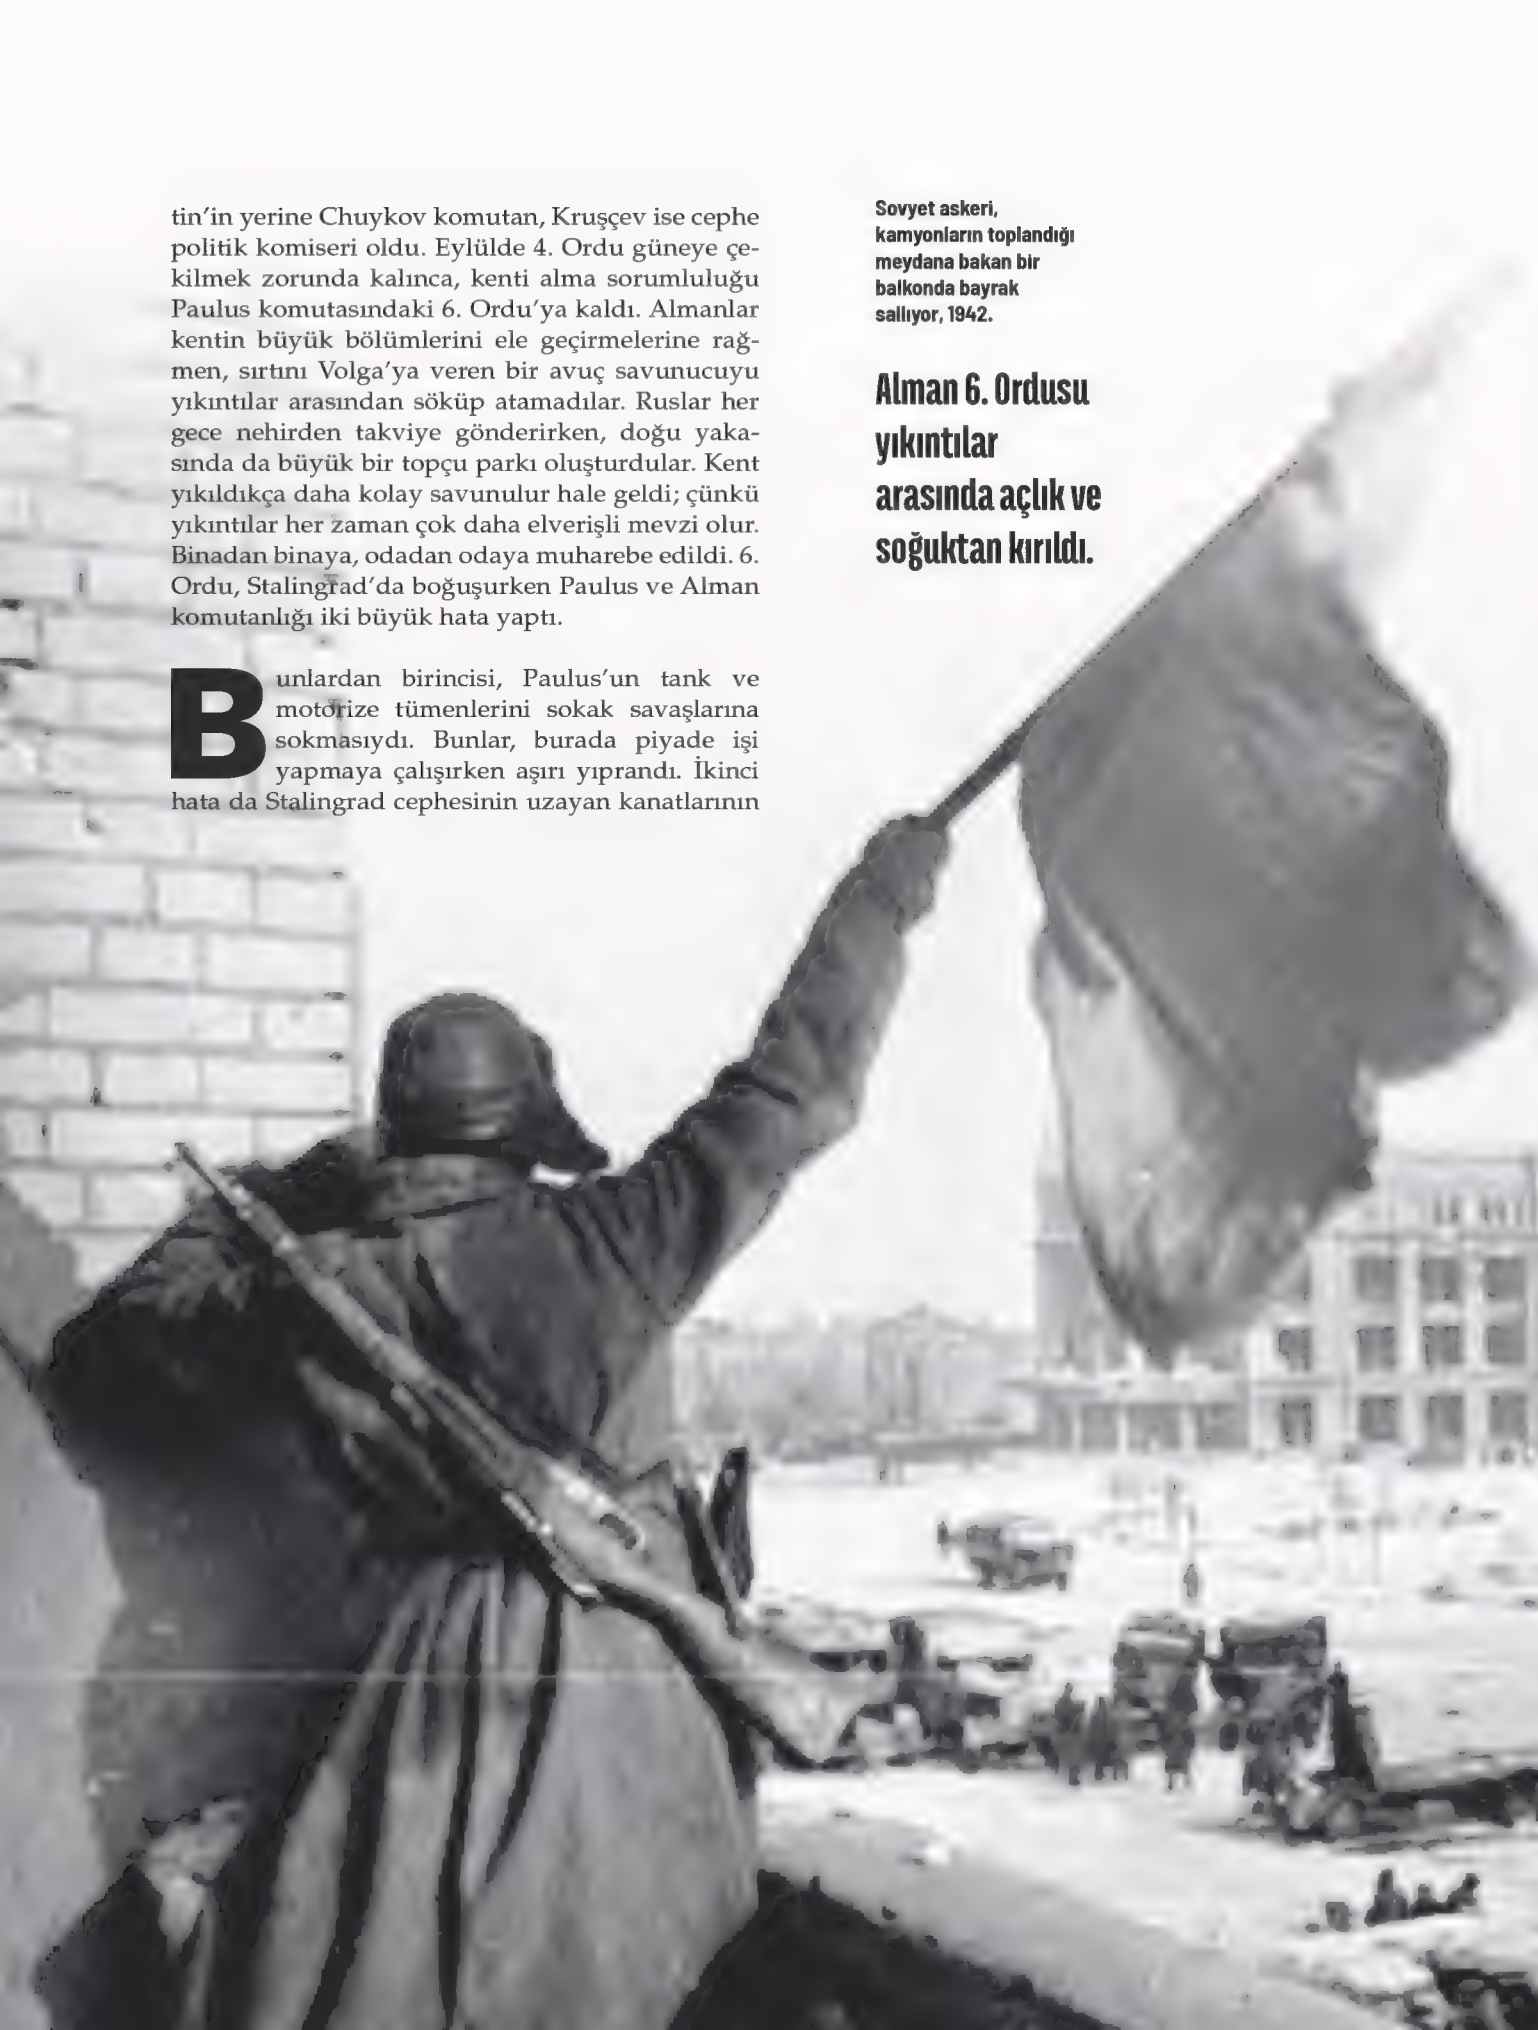 tin'in yerine Chuykov komutan, Kruşçev ise cephe
politik komiseri oldu. Eylülde 4. Ordu güneye çe-
kilmek zorunda kalınca, kenti alma sorumluluğu
Paulus komutasındaki 6. Ordu'ya kaldı. Almanlar
kentin büyük bölümlerini ele geçirmelerine rağ-
men, sırtını Volga'ya veren bir avuç savunucuyu
yıkıntılar arasından söküp atamadılar. Ruslar her
gece nehirden takviye gönderirken, doğu yaka-
sında da büyük bir topçu parkı oluşturdular. Kent
yıkıldıkça daha kolay savunulur hale geldi; çünkü
yıkıntılar her zaman çok daha elverişli mevzi olur.
Binadan binaya, odadan odaya muharebe edildi. 6.
Ordu, Stalingrad'da boğuşurken Paulus ve Alman
komutanlığı iki büyük hata yaptı.
Bunlardan birincisi, Paulus'un tank ve
motorize tümenlerini sokak savaşlarına
sokmasıydı. Bunlar, burada piyade işi
yapmaya çalışırken aşırı yıprandı. İkinci
hata da Stalingrad cephesinin uzayan kanatlarının
Sovyet askeri,
kamyonların toplandığı
meydana bakan bir
balkonda bayrak
sallıyor, 1942.
Alman 6. Ordusu
yıkıntılar
arasında açlık ve
soğuktan kırıldı.